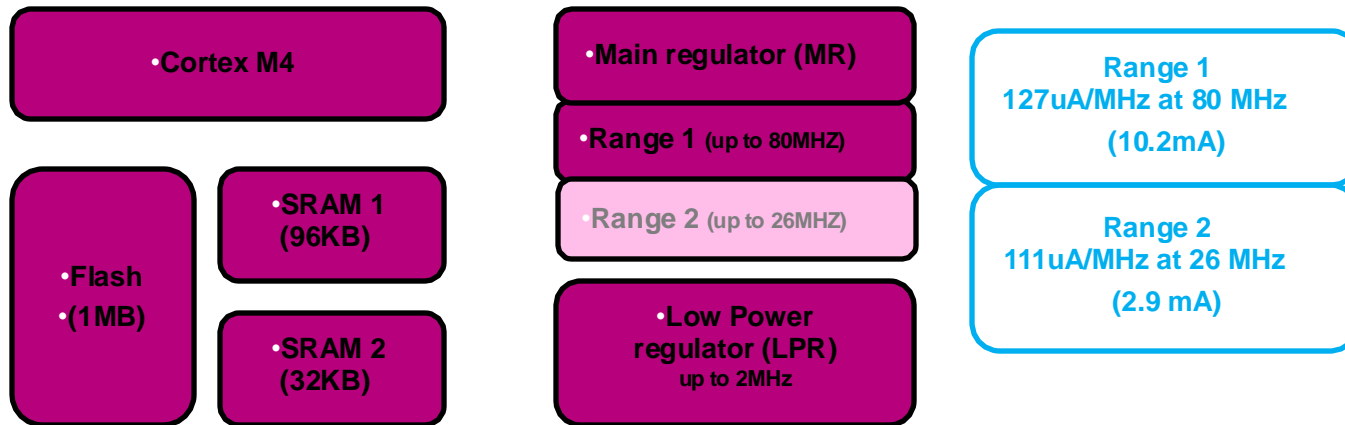 •Cortex M4
•Flash
•(1MB)
•SRAM 1
(96KB)
•SRAM 2
(32KB)
•Main regulator (MR)
•Range 1 (up to 80MHZ)
•Range 2 (up to 26MHZ)
•Low Power
regulator (LPR)
up to 2MHz
Range 1
127uA/MHz at 80 MHz
(10.2mA)
Range 2
111uA/MHz at 26 MHz
(2.9 mA)